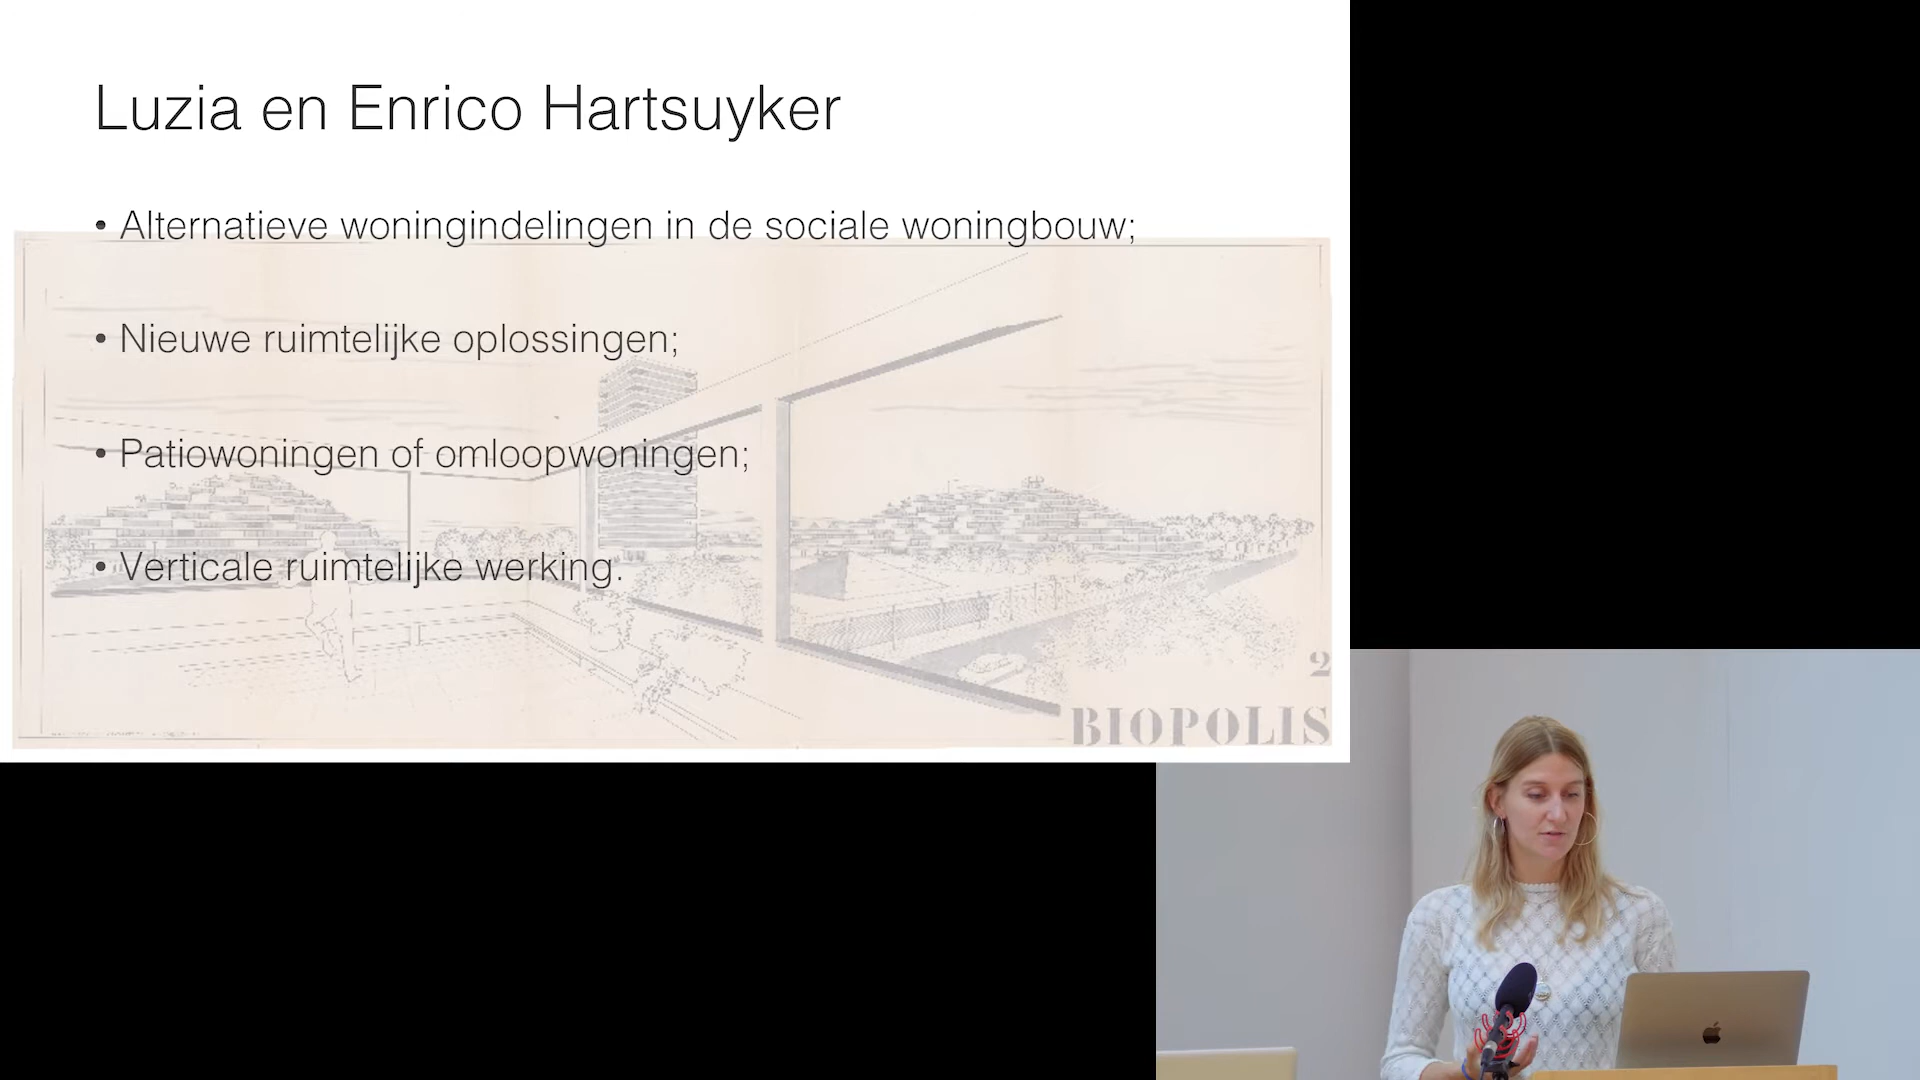 Luzia en Enrico Hartsuyker
• Alternatieve woningindelingen in de sociale woningbouw;
• Nieuwe ruimtelijke oplossingen;
• Patiowoningen of omloopwoningen;
• Verticale ruimtelijke werking.
2
BIOPOLIS